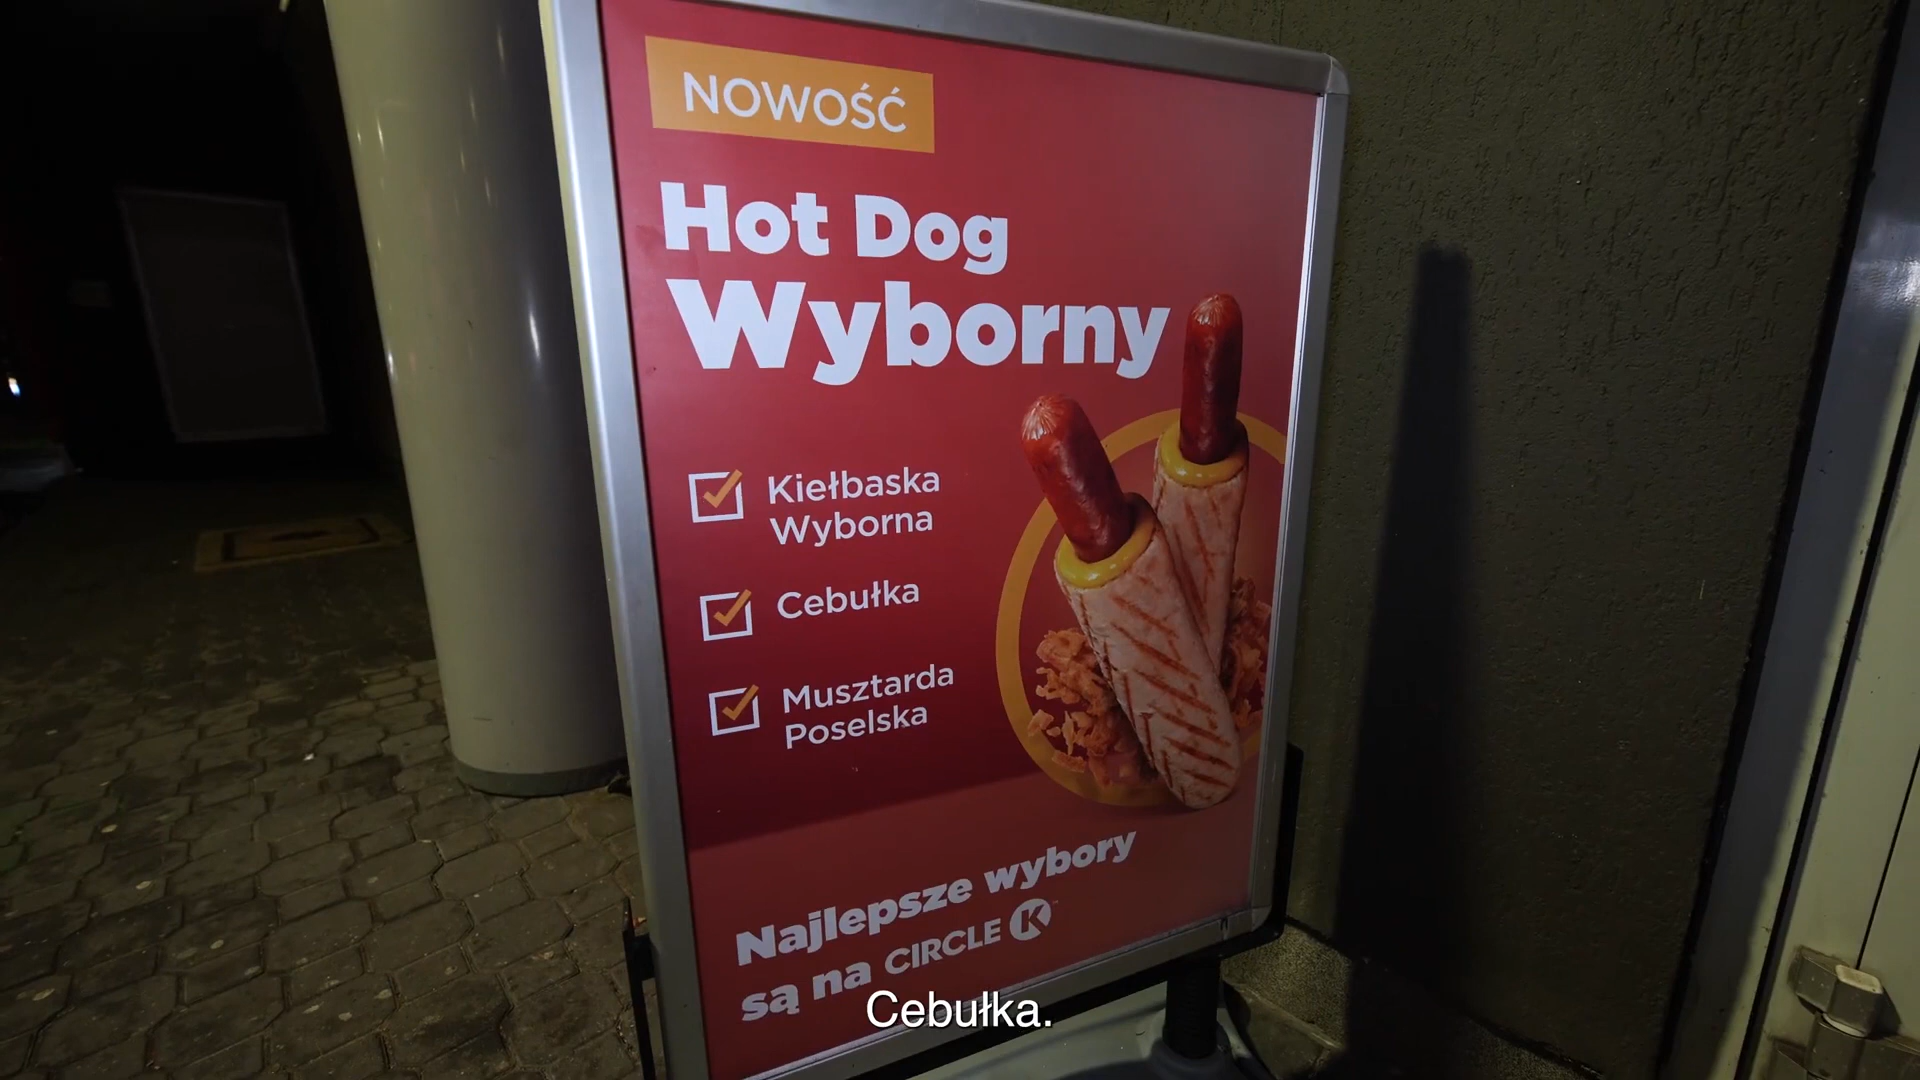 NOWOŚĆ
Hot Dog
Wyborny
Kiełbaska
Wyborna
Cebułka
Musztarda
Poselska
Najlepsze wybory
są na CIRCLE K
Cebułka.